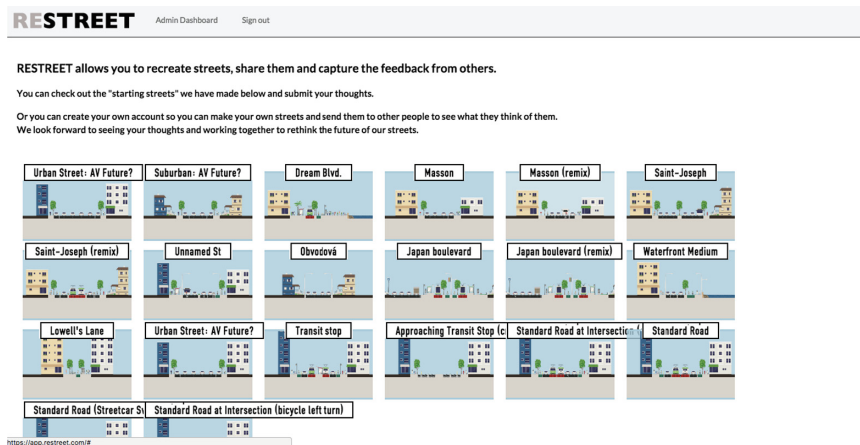 RESTREET Admin Dashboard Sign out
RESTREET allows you to recreate streets, share them and capture the feedback from others.
You can check out the "starting streets" we have made below and submit your thoughts.
Or you can create your own account so you can make your own streets and send them to other people to see what they think of them.
We look forward to seeing your thoughts and working together to rethink the future of our streets.
Urban Street: AV Future? Suburban: AV Future? Dream Blvd. Masson Masson (remix) Saint-Joseph
Saint-Joseph (remix) Unnamed St Obvodová Japan boulevard Japan boulevard (remix) Waterfront Medium
Lowell's Lane Urban Street: AV Future? Transit stop Approaching Transit Stop (c Standard Road at Intersection ( Standard Road
Standard Road (Streetcar Standard Road at Intersection (bicycle left turn)
https://app.restreet.com/#